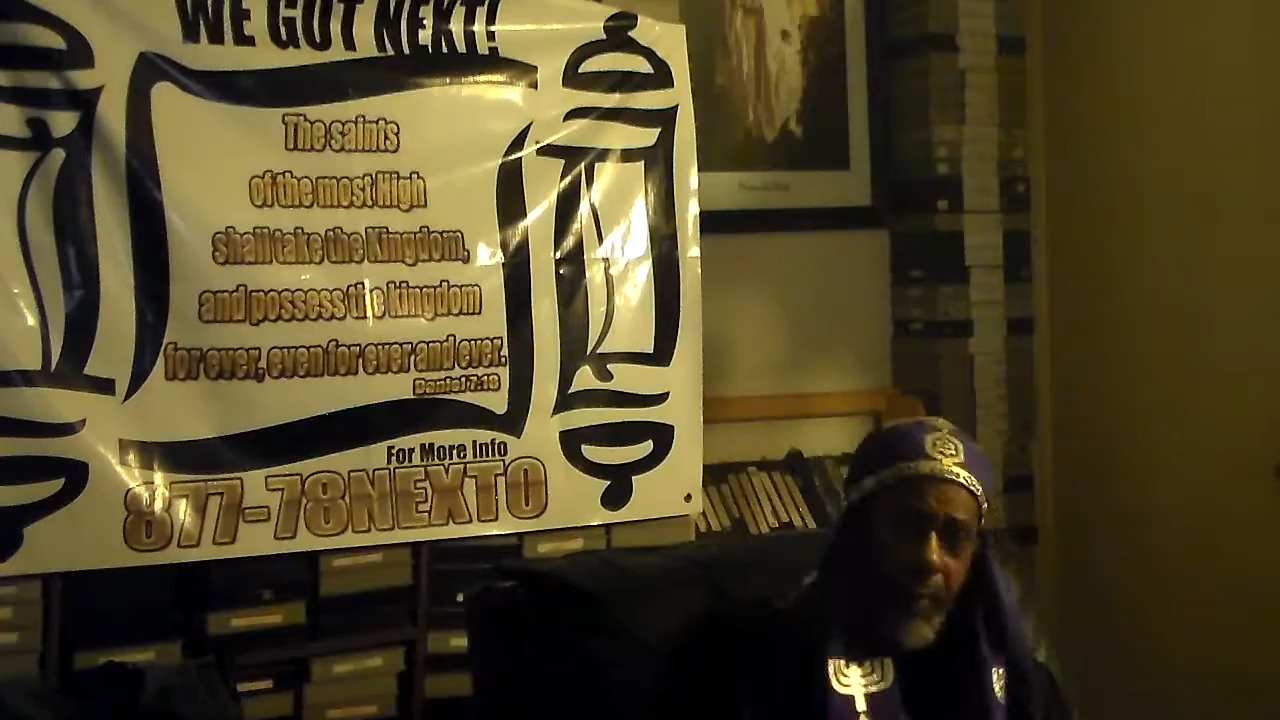 WE GOT NEXT!
The saints
of the most High
shall take the Kingdom,
and possess the kingdom
for ever, even for ever and ever.
Daniel 7:18
For More Info
877-78NEXTO